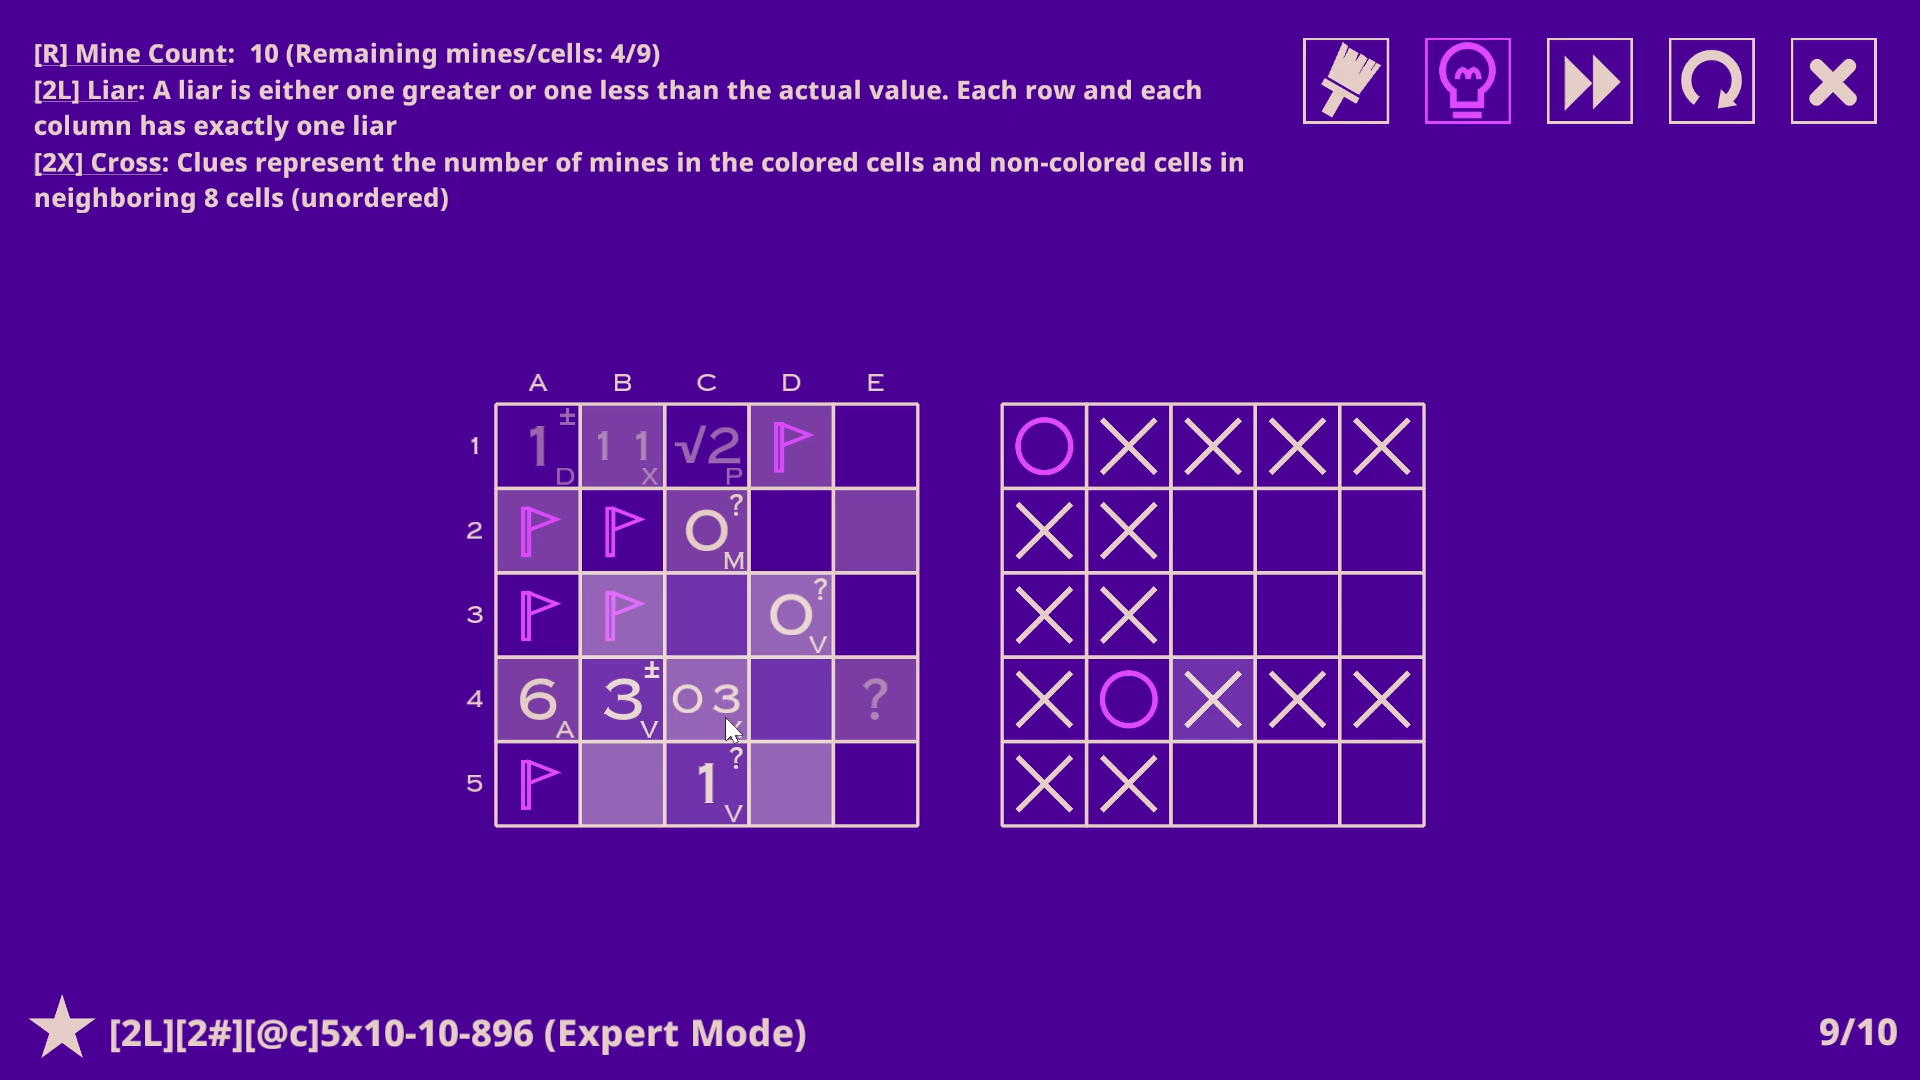 [R] Mine Count: 10 (Remaining mines/cells: 4/9)
[2L] Liar: A liar is either one greater or one less than the actual value. Each row and each
column has exactly one liar
[2X] Cross: Clues represent the number of mines in the colored cells and non-colored cells in
neighboring 8 cells (unordered)
A B C D E
1 1 ± D 1 1 X √2 P
2 0 ? M
3 0 ? V
4 6 A 3 ± V 0 3 ?
5 1 ? V
[2L][2#][@c]5x10-10-896 (Expert Mode)
9/10